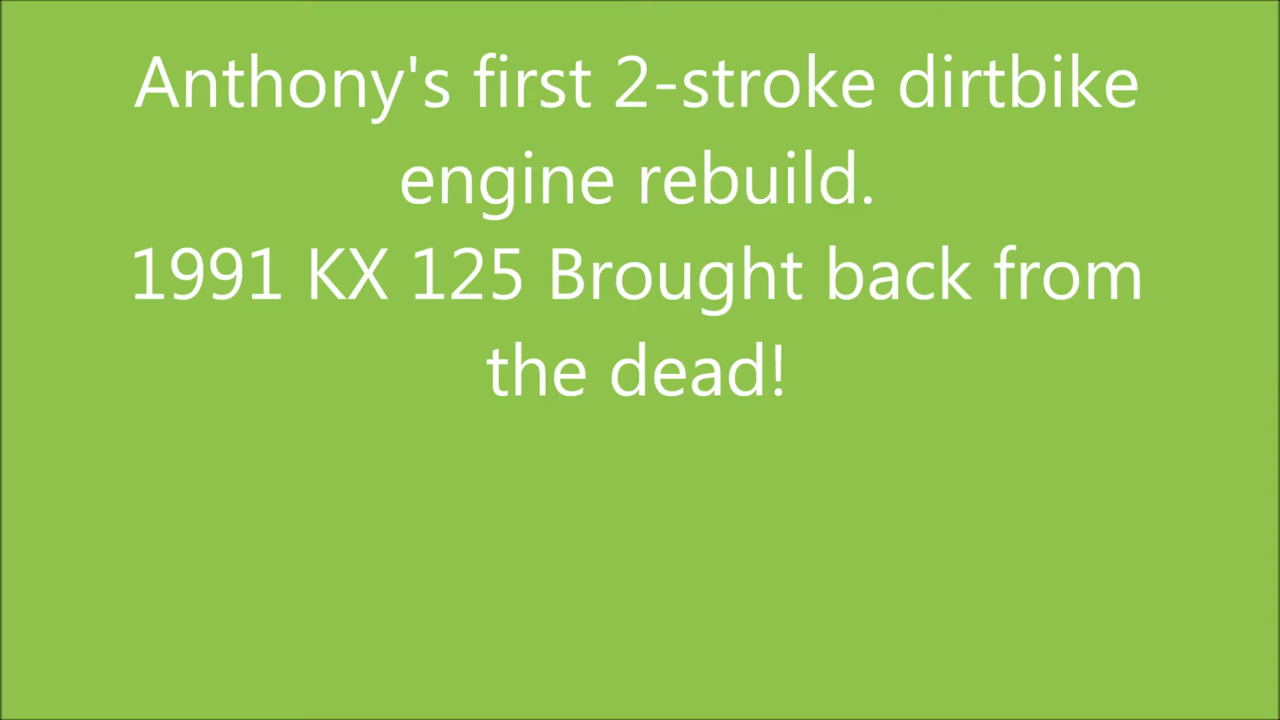 Anthony's first 2-stroke dirtbike
engine rebuild.
1991 KX 125 Brought back from
the dead!